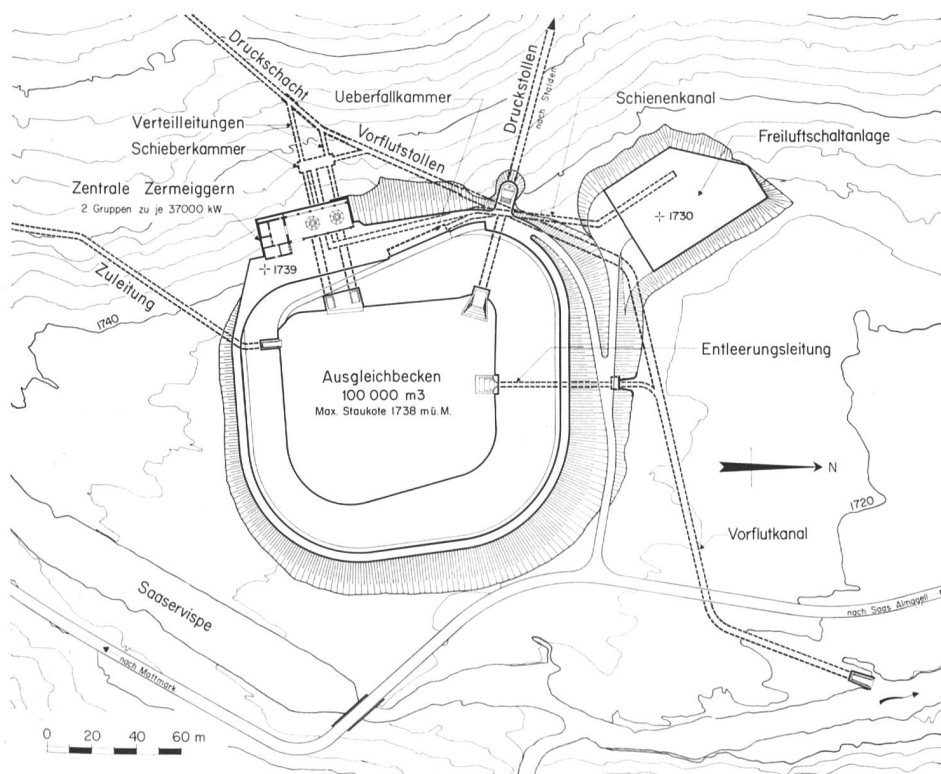 Druckschacht
Druckstollen
nach Stalden
Ueberfallkammer
Schienenkanal
Verteilleitungen
Vorflutstollen
Freiluftschaltanlage
Schieberkammer
Zentrale Zermeiggern
2 Gruppen zu je 37000 kW
1730
1739
Zuleitung
1740
Entleerungsleitung
Ausgleichbecken
100 000 m3
Max. Staukote 1738 m ü. M.
N
1720
Vorflutkanal
Saaservispe
nach Saas Almagell
nach Mattmark
0 20 40 60 m